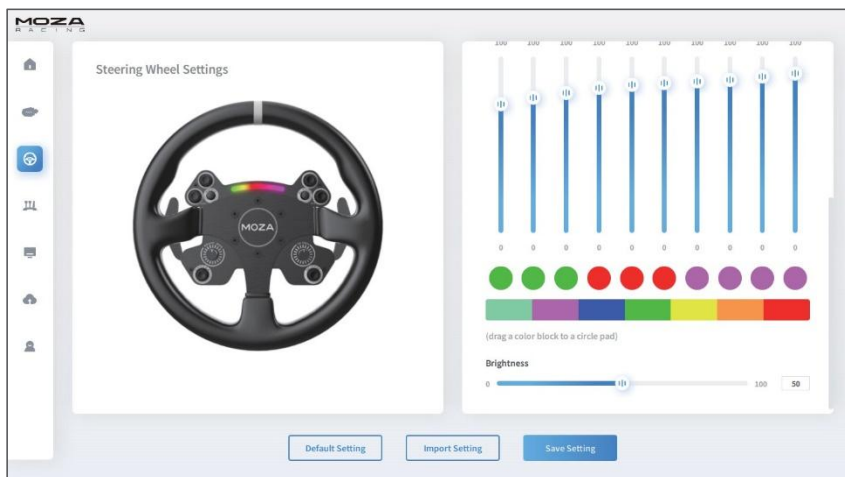 MOZA
RACING
Steering Wheel Settings
MOZA
100 100 100 100 100 100 100 100 100 100
0 0 0 0 0 0 0 0 0 0
(drag a color block to a circle pad)
Brightness
0 100 50
Default Setting Import Setting Save Setting